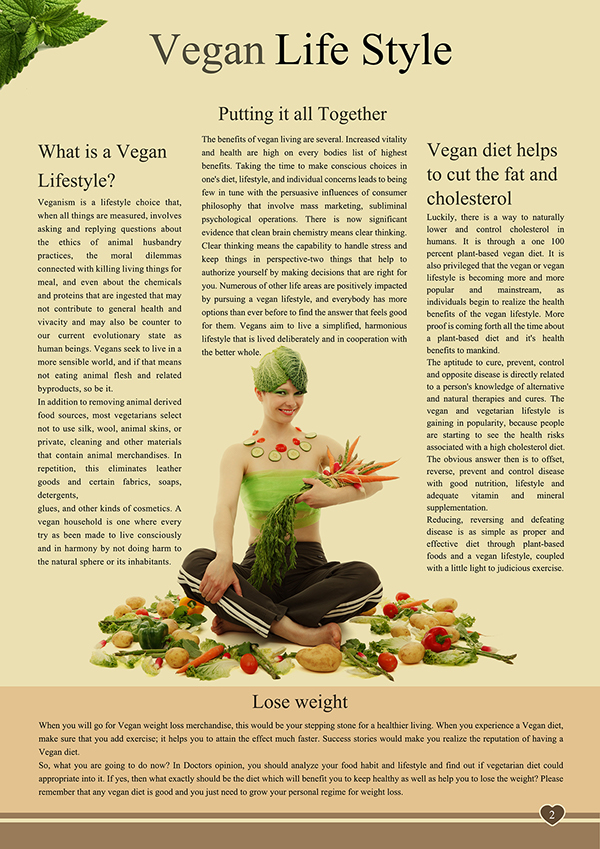 Vegan Life Style
What is a Vegan
Lifestyle?
Veganism is a lifestyle choice that,
when all things are measured, involves
asking and replying questions about
the ethics of animal husbandry
practices, the moral dilemmas
connected with killing living things for
meal, and even about the chemicals
and proteins that are ingested that may
not contribute to general health and
vivacity and may also be counter to
our current evolutionary state as
human beings. Vegans seek to live in a
more sensible world, and if that means
not eating animal flesh and related
byproducts, so be it.
In addition to removing animal derived
food sources, most vegetarians select
not to use silk, wool, animal skins, or
private, cleaning and other materials
that contain animal merchandises. In
repetition, this eliminates leather
goods and certain fabrics, soaps,
detergents,
glues, and other kinds of cosmetics. A
vegan household is one where every
try as been made to live consciously
and in harmony by not doing harm to
the natural sphere or its inhabitants.
Putting it all Together
The benefits of vegan living are several. Increased vitality
and health are high on every bodies list of highest
benefits. Taking the time to make conscious choices in
one's diet, lifestyle, and individual concerns leads to being
few in tune with the persuasive influences of consumer
philosophy that involve mass marketing, subliminal
psychological operations. There is now significant
evidence that clean brain chemistry means clear thinking.
Clear thinking means the capability to handle stress and
keep things in perspective-two things that help to
authorize yourself by making decisions that are right for
you. Numerous of other life areas are positively impacted
by pursuing a vegan lifestyle, and everybody has more
options than ever before to find the answer that feels good
for them. Vegans aim to live a simplified, harmonious
lifestyle that is lived deliberately and in cooperation with
the better whole.
Vegan diet helps
to cut the fat and
cholesterol
Luckily, there is a way to naturally
lower and control cholesterol in
humans. It is through a one 100
percent plant-based vegan diet. It is
also privileged that the vegan or vegan
lifestyle is becoming more and more
popular and mainstream, as
individuals begin to realize the health
benefits of the vegan lifestyle. More
proof is coming forth all the time about
a plant-based diet and it's health
benefits to mankind.
The aptitude to cure, prevent, control
and opposite disease is directly related
to a person's knowledge of alternative
and natural therapies and cures. The
vegan and vegetarian lifestyle is
gaining in popularity, because people
are starting to see the health risks
associated with a high cholesterol diet.
The obvious answer then is to offset,
reverse, prevent and control disease
with good nutrition, lifestyle and
adequate vitamin and mineral
supplementation.
Reducing, reversing and defeating
disease is as simple as proper and
effective diet through plant-based
foods and a vegan lifestyle, coupled
with a little light to judicious exercise.
Lose weight
When you will go for Vegan weight loss merchandise, this would be your stepping stone for a healthier living. When you experience a Vegan diet,
make sure that you add exercise; it helps you to attain the effect much faster. Success stories would make you realize the reputation of having a
Vegan diet.
So, what you are going to do now? In Doctors opinion, you should analyze your food habit and lifestyle and find out if vegetarian diet could
appropriate into it. If yes, then what exactly should be the diet which will benefit you to keep healthy as well as help you to lose the weight? Please
remember that any vegan diet is good and you just need to grow your personal regime for weight loss.
2